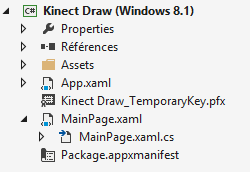 C# Kinect Draw (Windows 8.1)
Properties
Références
Assets
App.xaml
Kinect Draw_TemporaryKey.pfx
MainPage.xaml
MainPage.xaml.cs
Package.appxmanifest